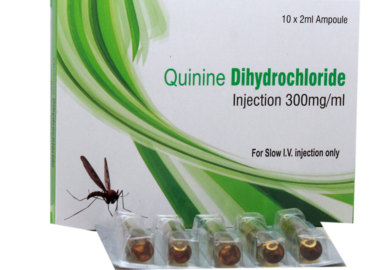 10 x 2ml Ampoule
Quinine Dihydrochloride
Injection 300mg/ml
For Slow I.V. injection only